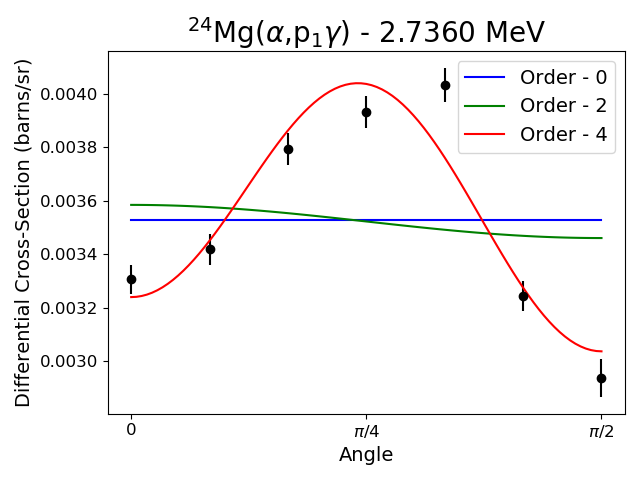 ²⁴Mg(α,p₁γ) - 2.7360 MeV
Differential Cross-Section (barns/sr)
0.0040
0.0038
0.0036
0.0034
0.0032
0.0030
Order - 0
Order - 2
Order - 4
0 π/4 π/2
Angle